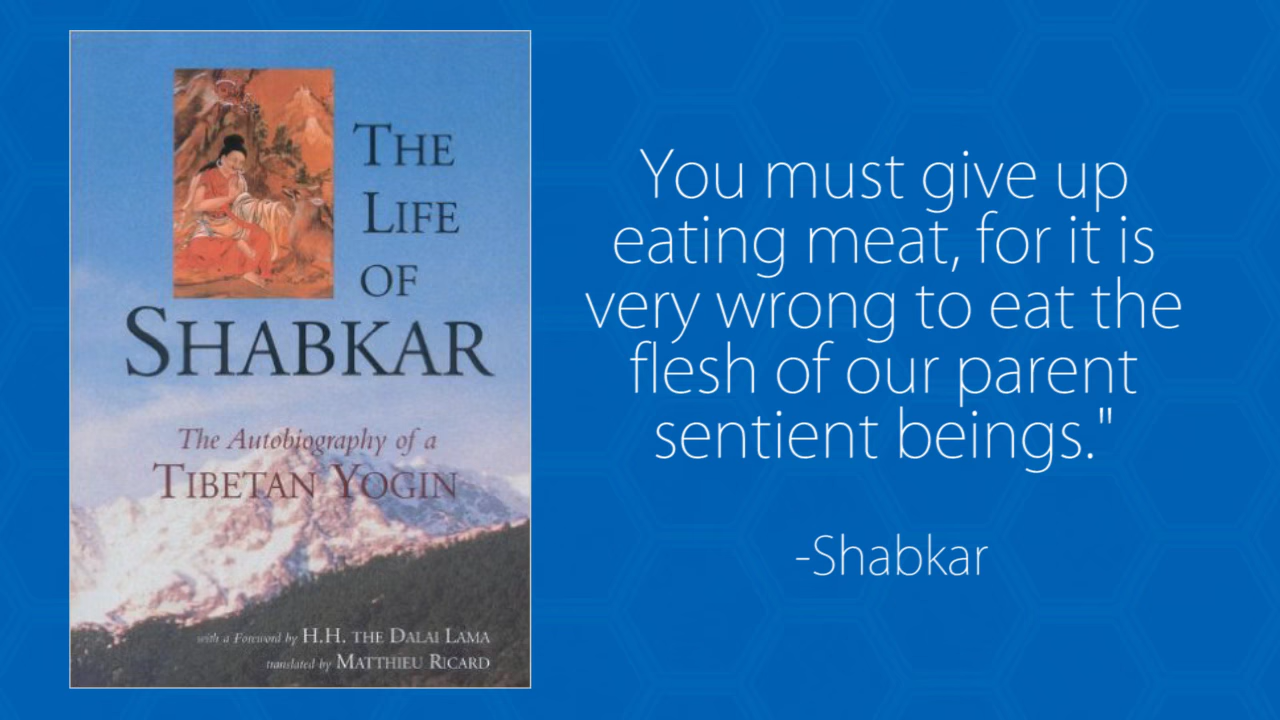 THE
LIFE
OF
SHABKAR
The Autobiography of a
TIBETAN YOGIN
with a Foreword by H.H. THE DALAI LAMA
translated by MATTHIEU RICARD
You must give up
eating meat, for it is
very wrong to eat the
flesh of our parent
sentient beings."
-Shabkar